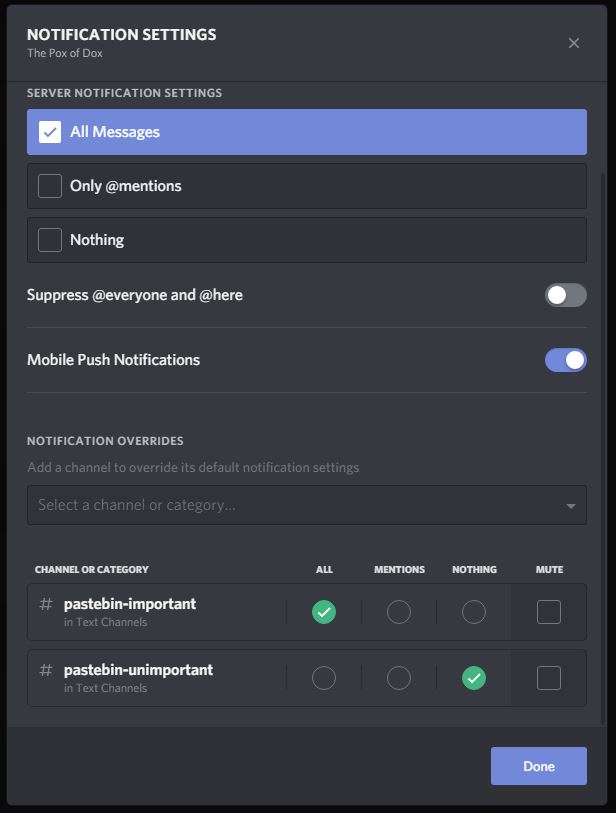 NOTIFICATION SETTINGS
The Pox of Dox
SERVER NOTIFICATION SETTINGS
All Messages
Only @mentions
Nothing
Suppress @everyone and @here
Mobile Push Notifications
NOTIFICATION OVERRIDES
Add a channel to override its default notification settings
Select a channel or category...
CHANNEL OR CATEGORY ALL MENTIONS NOTHING MUTE
# pastebin-important
in Text Channels
# pastebin-unimportant
in Text Channels
Done